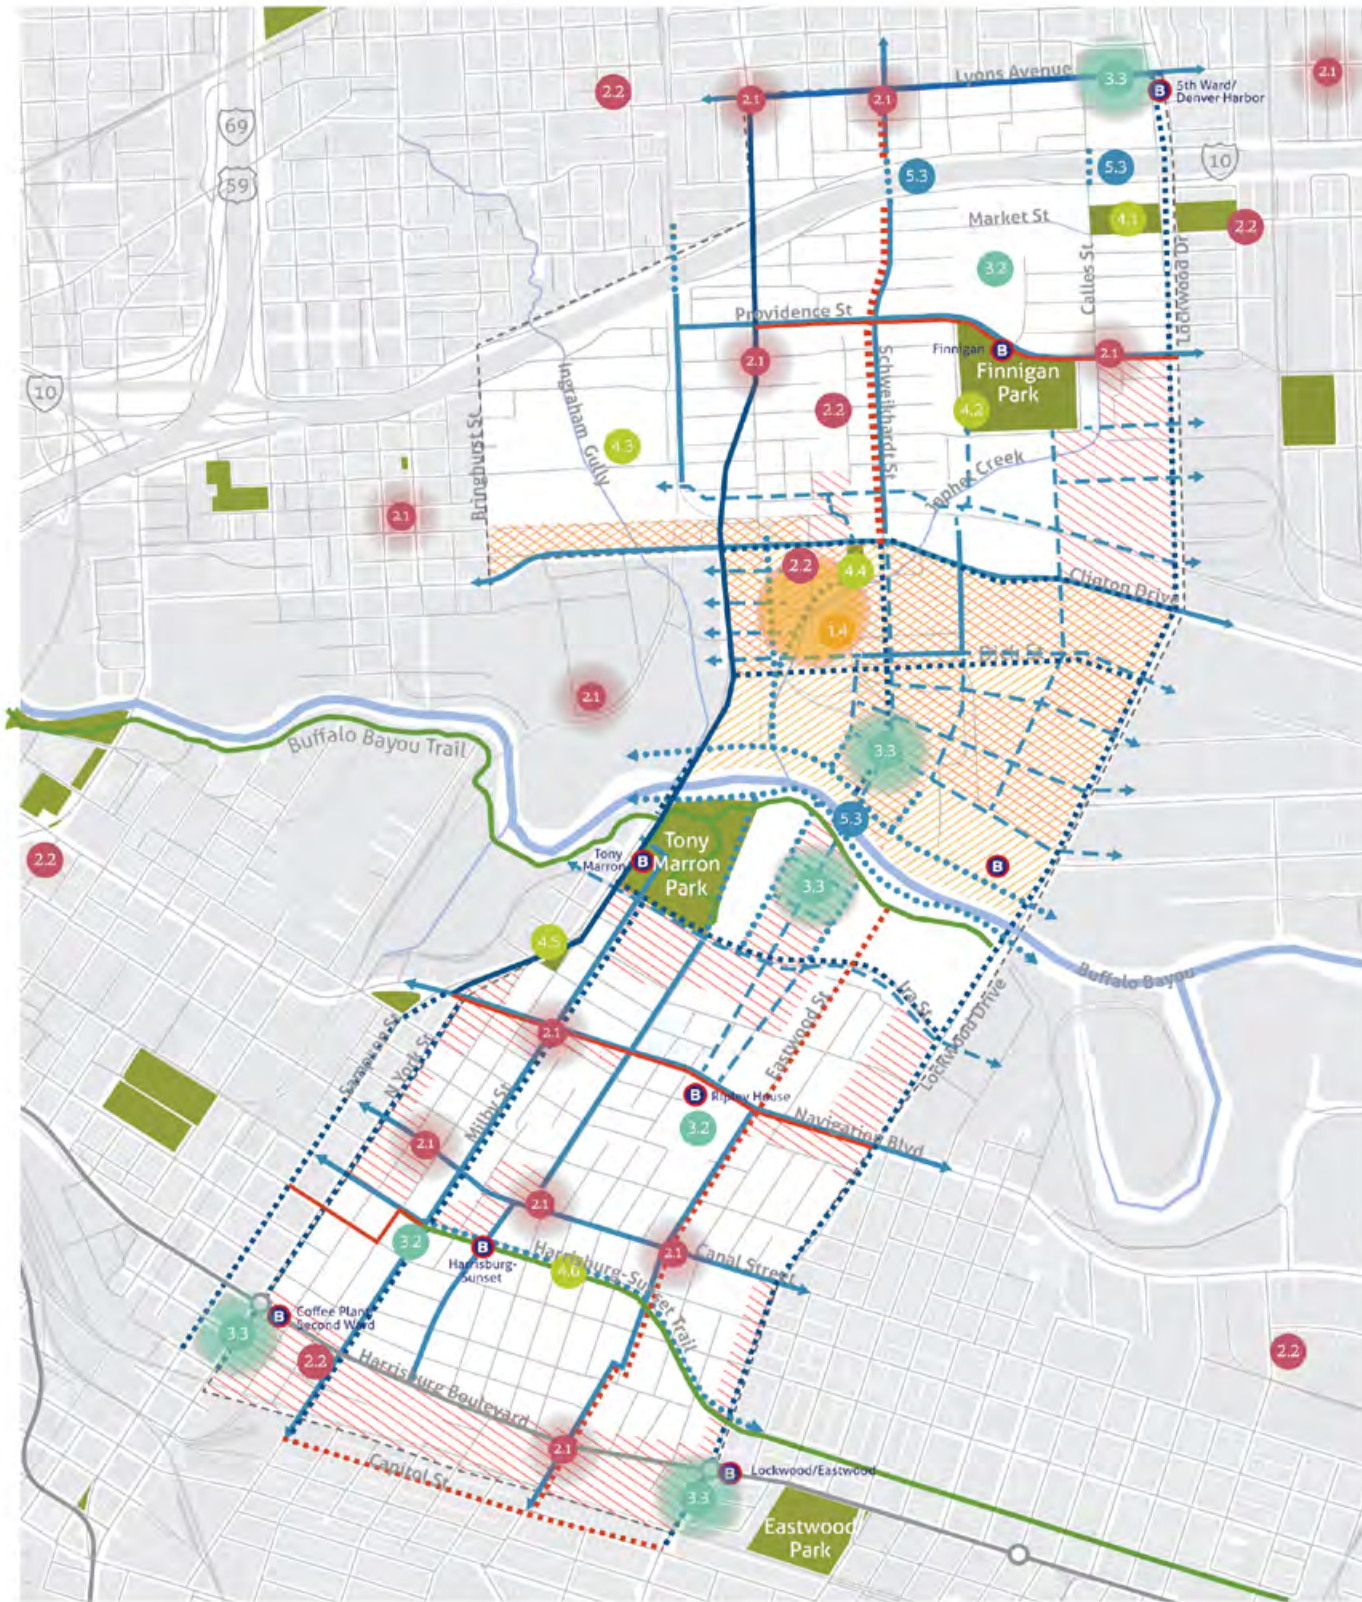 Lyons Avenue
3.3
2.1
2.2
2.1
2.1
B
5th Ward/
Denver Harbor
69
59
10
5.3
5.3
Market St
4.1
2.2
3.2
Calles St
Lockwood Dr
Providence St
2.1
Finnigan
B
2.1
Finnigan
Park
10
Ingraham Gully
Schweikhardt St
2.2
4.2
Bringhurst St
4.3
Japhet Creek
2.1
2.2
4.4
Clinton Drive
1.4
2.1
Buffalo Bayou Trail
3.3
5.3
Tony
Marron
B
Tony
Marron
Park
2.2
3.3
B
4.5
Buffalo Bayou
Ira St
Eastwood St
Lockwood Drive
Sampson St
N York St
Milby St
2.1
B
Ripley House
3.2
Navigation Blvd
2.1
2.1
3.2
B
Harrisburg-
Sunset
Harrisburg-Sunset Trail
4.6
2.1
Canal Street
B
Coffee Plant/
Second Ward
3.3
2.2
Harrisburg Boulevard
2.2
2.1
Capitol St
B
Lockwood/Eastwood
3.3
Eastwood
Park